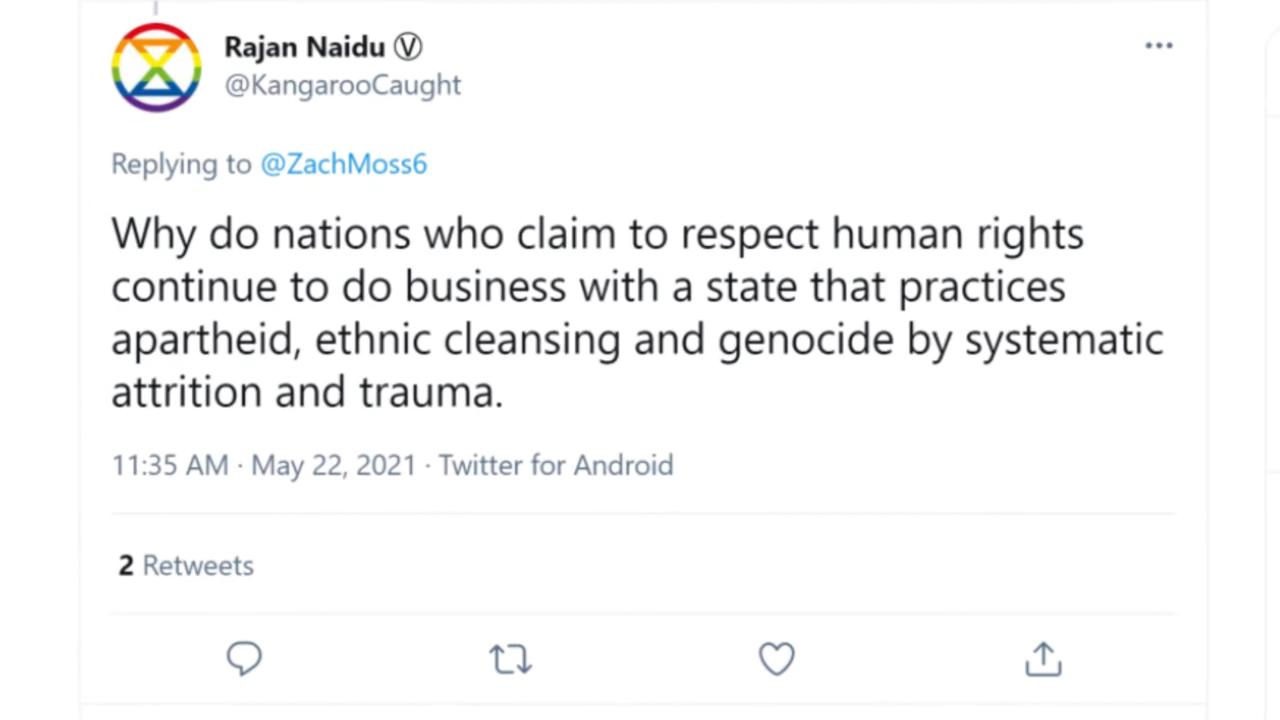 Rajan Naidu Ⓥ
@KangarooCaught
Replying to @ZachMoss6
Why do nations who claim to respect human rights
continue to do business with a state that practices
apartheid, ethnic cleansing and genocide by systematic
attrition and trauma.
11:35 AM · May 22, 2021 · Twitter for Android
2 Retweets